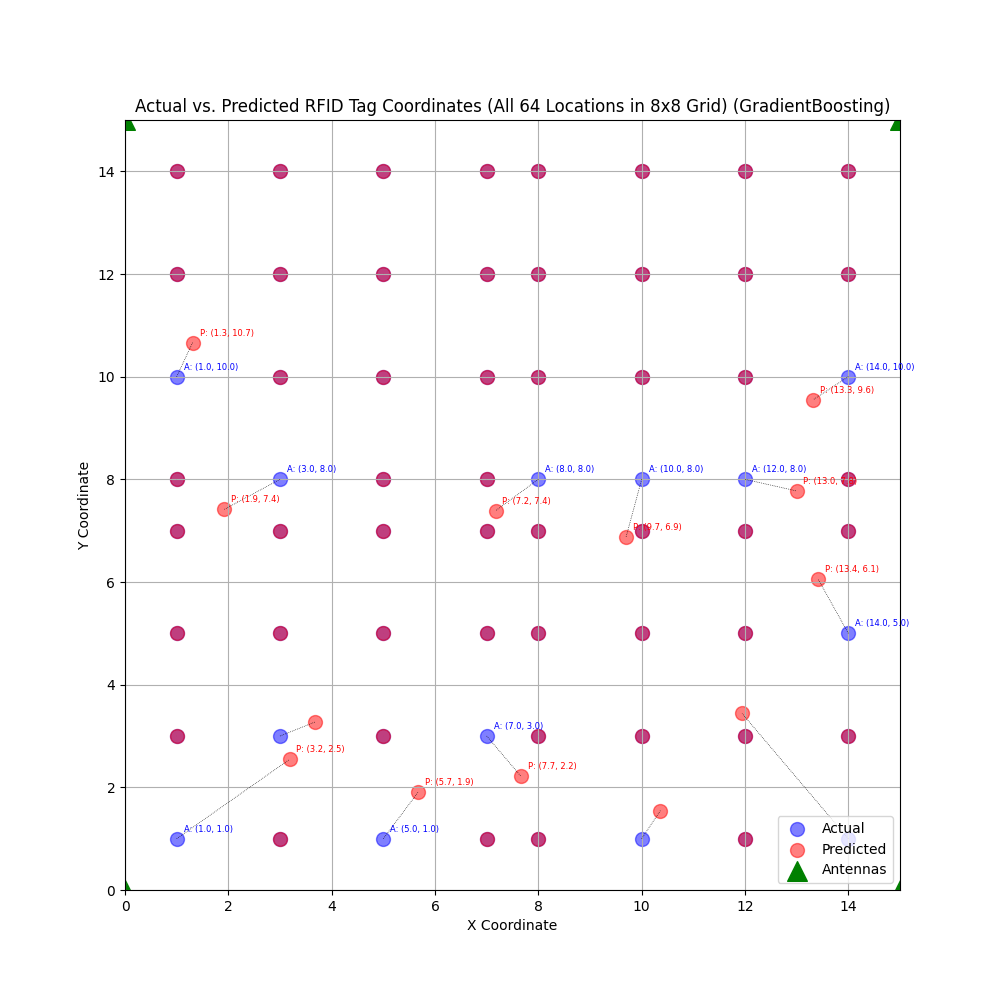 Actual vs. Predicted RFID Tag Coordinates (All 64 Locations in 8x8 Grid) (GradientBoosting)
14
12
P: (1.3, 10.7)
10
A: (1.0, 10.0)
A: (14.0, 10.0)
P: (13.3, 9.6)
8
A: (3.0, 8.0)
A: (8.0, 8.0)
A: (10.0, 8.0)
A: (12.0, 8.0)
P: (13.0,
P: (1.9, 7.4)
P: (7.2, 7.4)
P: (9.7, 6.9)
Y Coordinate
6
P: (13.4, 6.1)
A: (14.0, 5.0)
4
A: (7.0, 3.0)
P: (3.2, 2.5)
P: (7.7, 2.2)
2
P: (5.7, 1.9)
A: (1.0, 1.0)
A: (5.0, 1.0)
Actual
Predicted
Antennas
0
0 2 4 6 8 10 12 14
X Coordinate